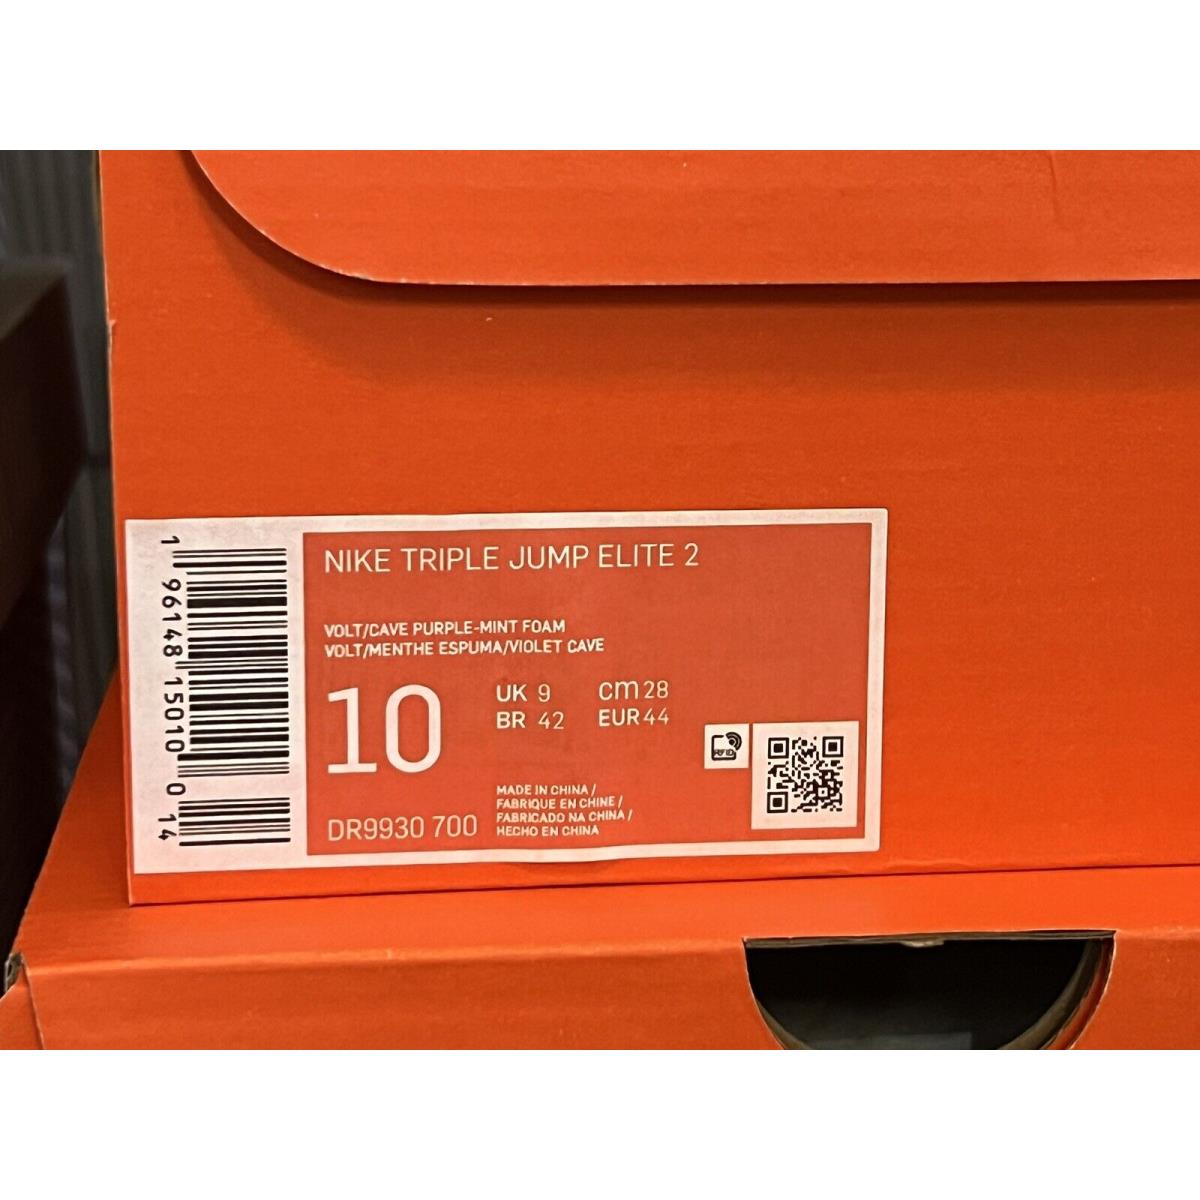 NIKE TRIPLE JUMP ELITE 2
VOLT/CAVE PURPLE-MINT FOAM
VOLT/MENTHE ESPUMA/VIOLET CAVE
10
UK 9 cm 28
BR 42 EUR 44
DR9930 700
MADE IN CHINA /
FABRIQUE EN CHINE /
FABRICADO NA CHINA /
HECHO EN CHINA
RFID
1 96148 15010 0 14